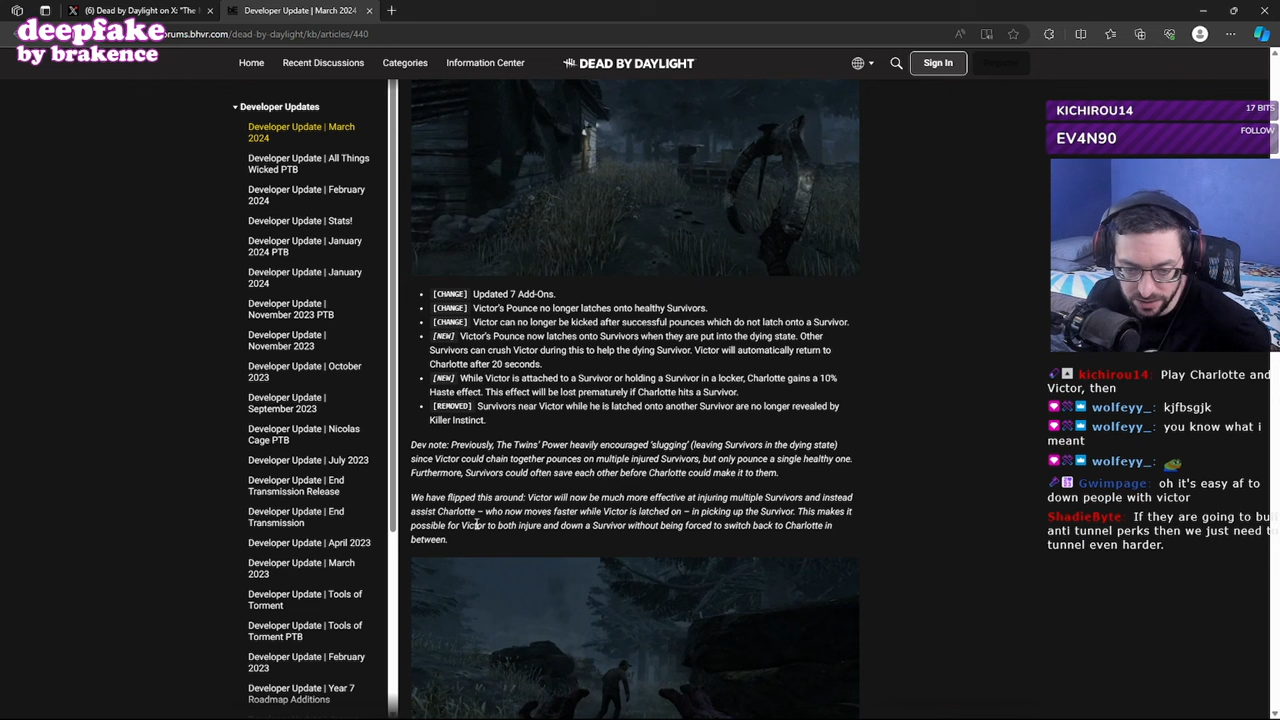 (6) Dead by Daylight on X: "The
Developer Update | March 2024
deepfake
by brakence
orums.bhvr.com/dead-by-daylight/kb/articles/440
Home
Recent Discussions
Categories
Information Center
DEAD BY DAYLIGHT
Sign In
Register
Developer Updates
Developer Update | March
2024
Developer Update | All Things
Wicked PTB
Developer Update | February
2024
Developer Update | Stats!
Developer Update | January
2024 PTB
Developer Update | January
2024
Developer Update |
November 2023 PTB
Developer Update |
November 2023
Developer Update | October
2023
Developer Update |
September 2023
Developer Update | Nicolas
Cage PTB
Developer Update | July 2023
Developer Update | End
Transmission Release
Developer Update | End
Transmission
Developer Update | April 2023
Developer Update | March
2023
Developer Update | Tools of
Torment
Developer Update | Tools of
Torment PTB
Developer Update | February
2023
Developer Update | Year 7
Roadmap Additions
[CHANGE] Updated 7 Add-Ons.
[CHANGE] Victor's Pounce no longer latches onto healthy Survivors.
[CHANGE] Victor can no longer be kicked after successful pounces which do not latch onto a Survivor.
[NEW] Victor's Pounce now latches onto Survivors when they are put into the dying state. Other
Survivors can crush Victor during this to help the dying Survivor. Victor will automatically return to
Charlotte after 20 seconds.
[NEW] While Victor is attached to a Survivor or holding a Survivor in a locker, Charlotte gains a 10%
Haste effect. This effect will be lost prematurely if Charlotte hits a Survivor.
[REMOVED] Survivors near Victor while he is latched onto another Survivor are no longer revealed by
Killer Instinct.
Dev note: Previously, The Twins' Power heavily encouraged 'slugging' (leaving Survivors in the dying state)
since Victor could chain together pounces on multiple injured Survivors, but only pounce a single healthy one.
Furthermore, Survivors could often save each other before Charlotte could make it to them.
We have flipped this around: Victor will now be much more effective at injuring multiple Survivors and instead
assist Charlotte – who now moves faster while Victor is latched on – in picking up the Survivor. This makes it
possible for Victor to both injure and down a Survivor without being forced to switch back to Charlotte in
between.
KICHIROU14
17 BITS
EV4N90
FOLLOW
kichirou14: Play Charlotte and
Victor, then
wolfeyy_: kjfbsgjk
wolfeyy_: you know what i
meant
wolfeyy_:
Gwimpage: oh it's easy af to
down people with
victor
ShadieByte: If they are going to bu
anti tunnel perks then we just need t
tunnel even harder.